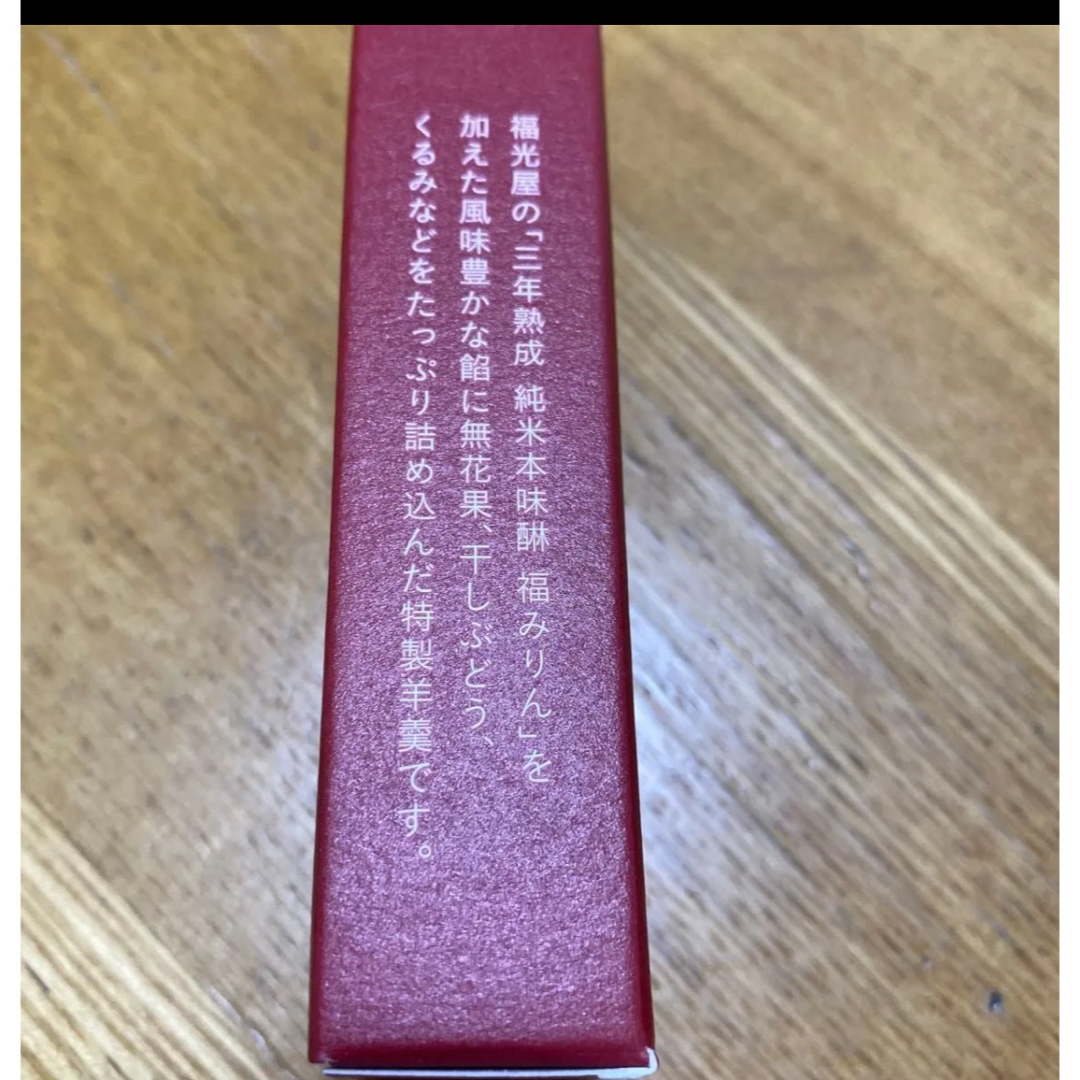 福光屋の「三年熟成 純米本味醂 福みりん」を
加えた風味豊かな餡に無花果、干しぶどう、
くるみなどをたっぷり詰め込んだ特製羊羹です。